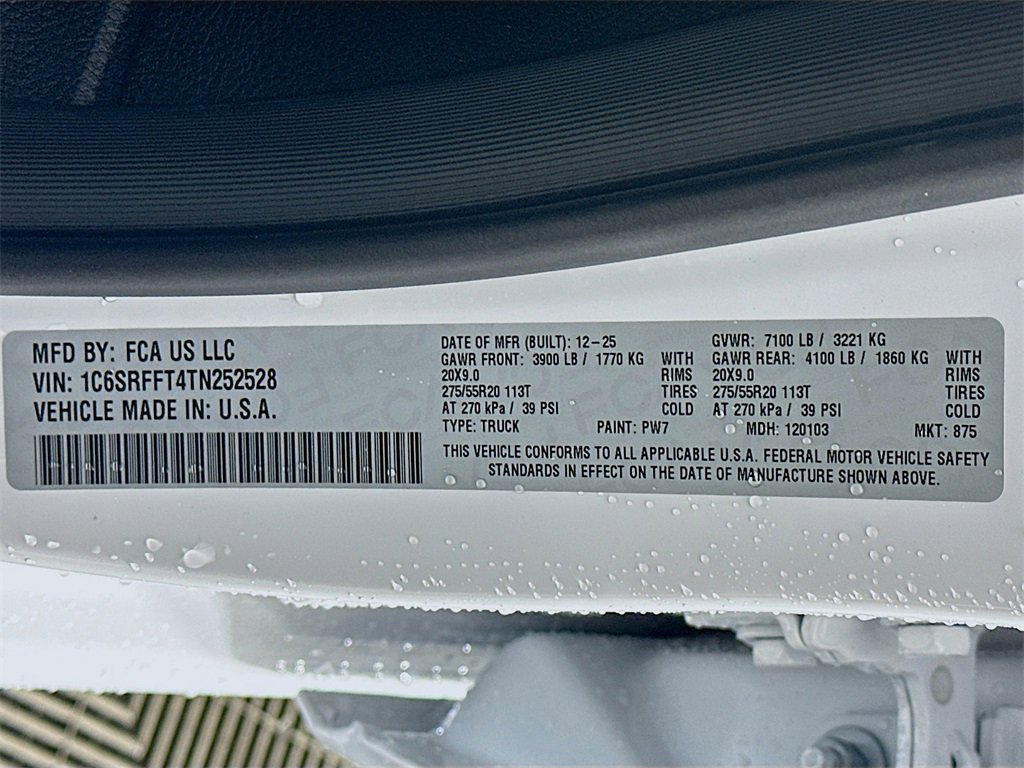 MFD BY: FCA US LLC
VIN: 1C6SRFFT4TN252528
VEHICLE MADE IN: U.S.A.
DATE OF MFR (BUILT): 12-25 GVWR: 7100 LB / 3221 KG
GAWR FRONT: 3900 LB / 1770 KG WITH GAWR REAR: 4100 LB / 1860 KG WITH
20X9.0 RIMS 20X9.0 RIMS
275/55R20 113T TIRES 275/55R20 113T TIRES
AT 270 kPa / 39 PSI COLD AT 270 kPa / 39 PSI COLD
TYPE: TRUCK PAINT: PW7 MDH: 120103 MKT: 875
THIS VEHICLE CONFORMS TO ALL APPLICABLE U.S.A. FEDERAL MOTOR VEHICLE SAFETY
STANDARDS IN EFFECT ON THE DATE OF MANUFACTURE SHOWN ABOVE.